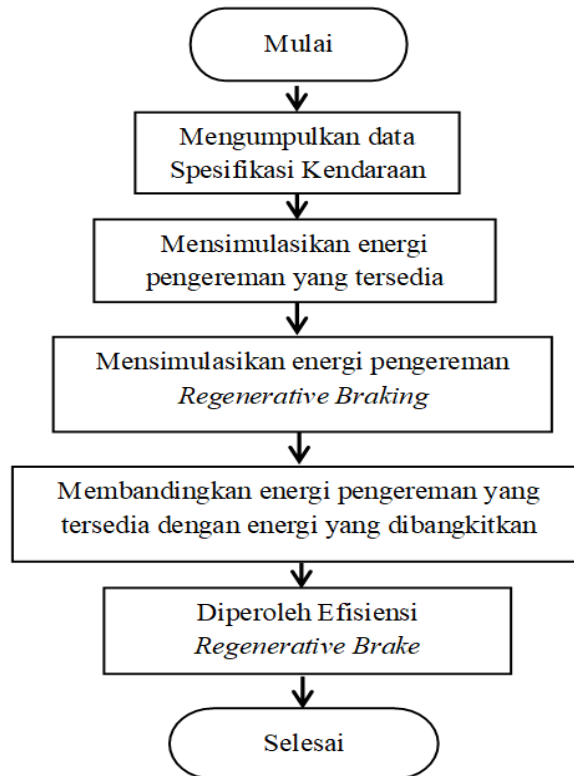 Mulai
Mengumpulkan data
Spesifikasi Kendaraan
Mensimulasikan energi
pengereman yang tersedia
Mensimulasikan energi pengereman
Regenerative Braking
Membandingkan energi pengereman yang
tersedia dengan energi yang dibangkitkan
Diperoleh Efisiensi
Regenerative Brake
Selesai